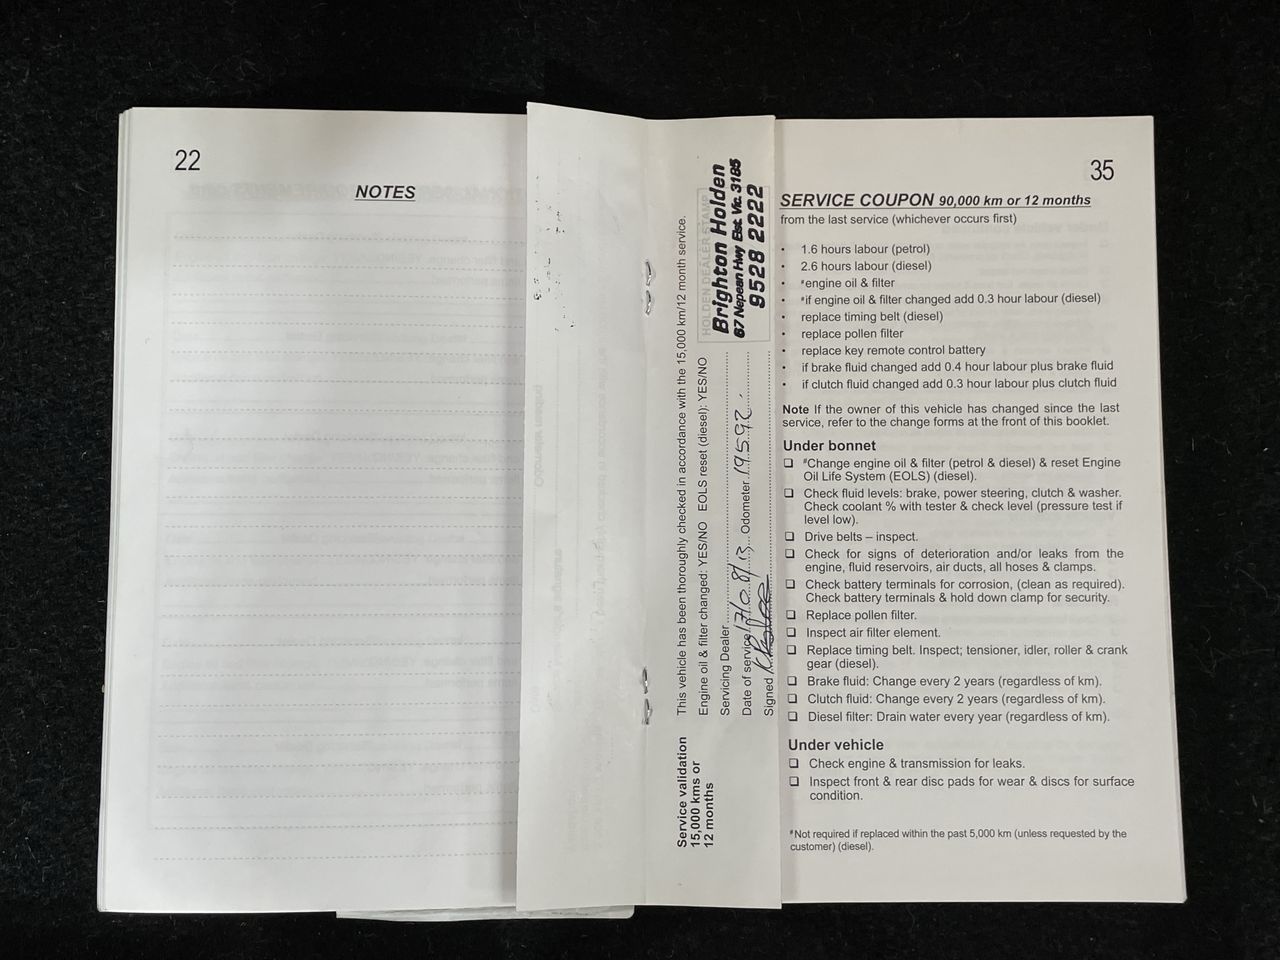 22
NOTES
Service validation
15,000 kms or
12 months
This vehicle has been thoroughly checked in accordance with the 15,000 km/12 month service.
Engine oil & filter changed: YES/NO EOLS reset (diesel): YES/NO
Servicing Dealer
Date of service 17/08/13 Odometer 19592
Signed
HOLDEN DEALER STAMP
Brighton Holden
67 Nepean Hwy Elst. Vic. 3185
9528 2222
35
SERVICE COUPON 90,000 km or 12 months
from the last service (whichever occurs first)
• 1.6 hours labour (petrol)
• 2.6 hours labour (diesel)
• #engine oil & filter
• #if engine oil & filter changed add 0.3 hour labour (diesel)
• replace timing belt (diesel)
• replace pollen filter
• replace key remote control battery
• if brake fluid changed add 0.4 hour labour plus brake fluid
• if clutch fluid changed add 0.3 hour labour plus clutch fluid
Note If the owner of this vehicle has changed since the last
service, refer to the change forms at the front of this booklet.
Under bonnet
❑ #Change engine oil & filter (petrol & diesel) & reset Engine
Oil Life System (EOLS) (diesel).
❑ Check fluid levels: brake, power steering, clutch & washer.
Check coolant % with tester & check level (pressure test if
level low).
❑ Drive belts – inspect.
❑ Check for signs of deterioration and/or leaks from the
engine, fluid reservoirs, air ducts, all hoses & clamps.
❑ Check battery terminals for corrosion, (clean as required).
Check battery terminals & hold down clamp for security.
❑ Replace pollen filter.
❑ Inspect air filter element.
❑ Replace timing belt. Inspect; tensioner, idler, roller & crank
gear (diesel).
❑ Brake fluid: Change every 2 years (regardless of km).
❑ Clutch fluid: Change every 2 years (regardless of km).
❑ Diesel filter: Drain water every year (regardless of km).
Under vehicle
❑ Check engine & transmission for leaks.
❑ Inspect front & rear disc pads for wear & discs for surface
condition.
#Not required if replaced within the past 5,000 km (unless requested by the
customer) (diesel).